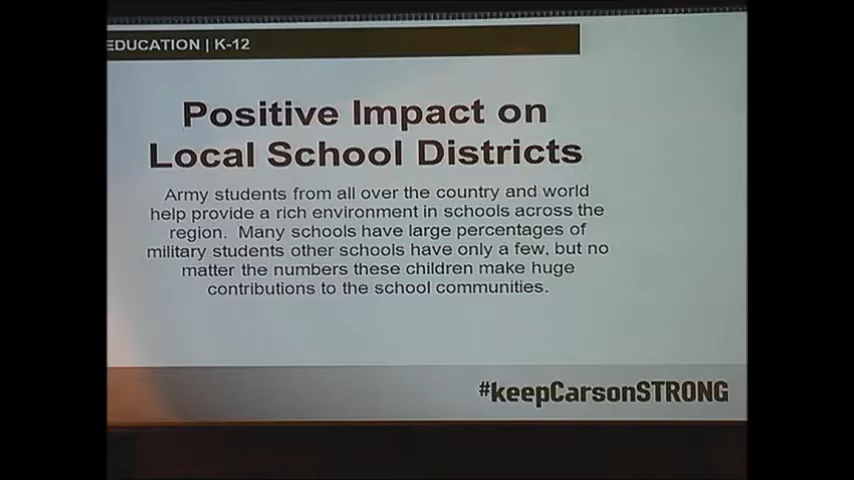 EDUCATION | K-12
Positive Impact on
Local School Districts
Army students from all over the country and world
help provide a rich environment in schools across the
region.  Many schools have large percentages of
military students other schools have only a few, but no
matter the numbers these children make huge
contributions to the school communities.
#keepCarsonSTRONG